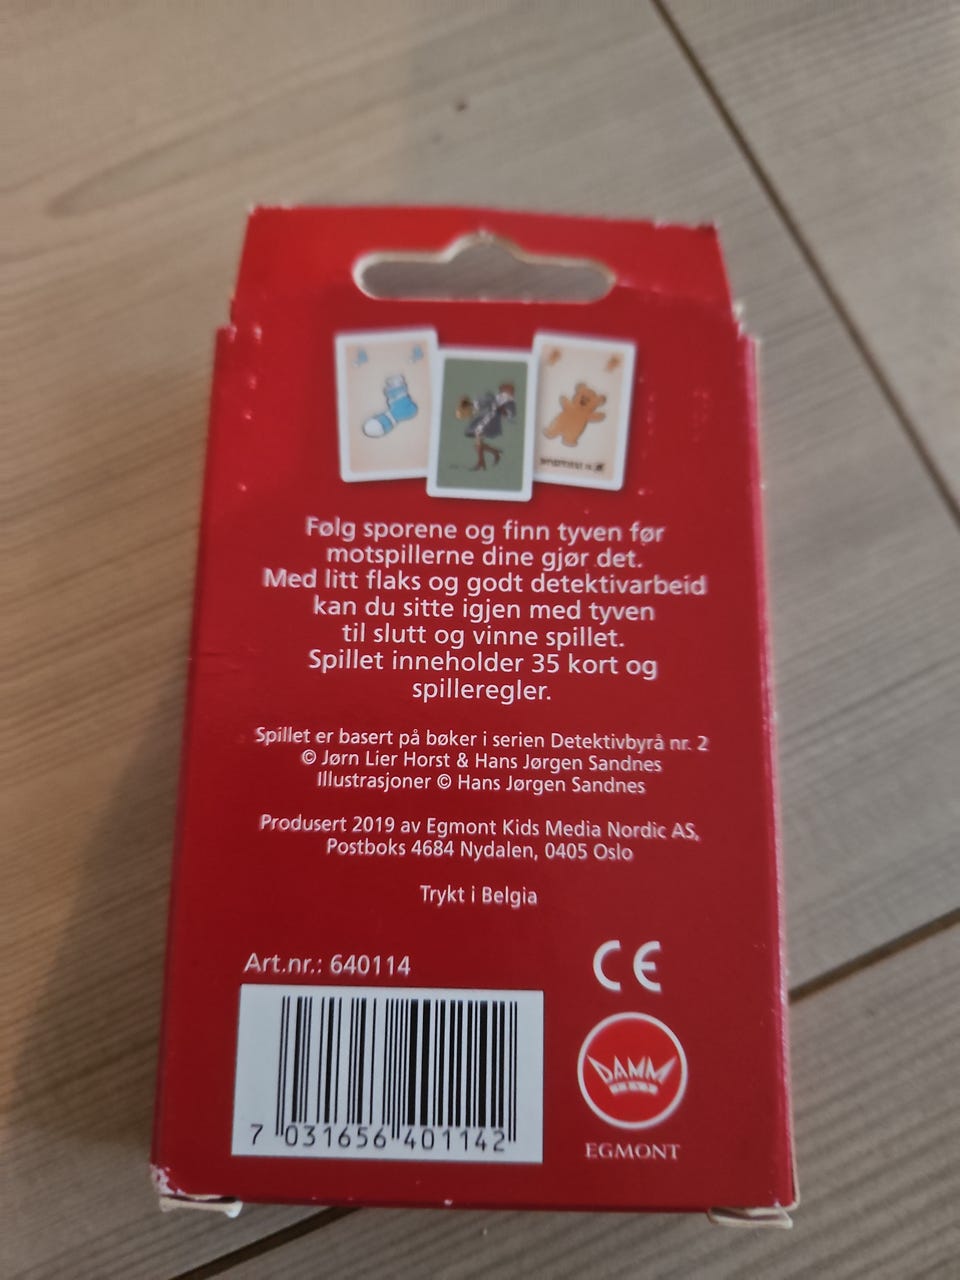 Følg sporene og finn tyven før
motspillerne dine gjør det.
Med litt flaks og godt detektivarbeid
kan du sitte igjen med tyven
til slutt og vinne spillet.
Spillet inneholder 35 kort og
spilleregler.
Spillet er basert på bøker i serien Detektivbyrå nr. 2
© Jørn Lier Horst & Hans Jørgen Sandnes
Illustrasjoner © Hans Jørgen Sandnes
Produsert 2019 av Egmont Kids Media Nordic AS,
Postboks 4684 Nydalen, 0405 Oslo
Trykt i Belgia
Art.nr.: 640114
CE
7 031656 401142
DAMM
EGMONT